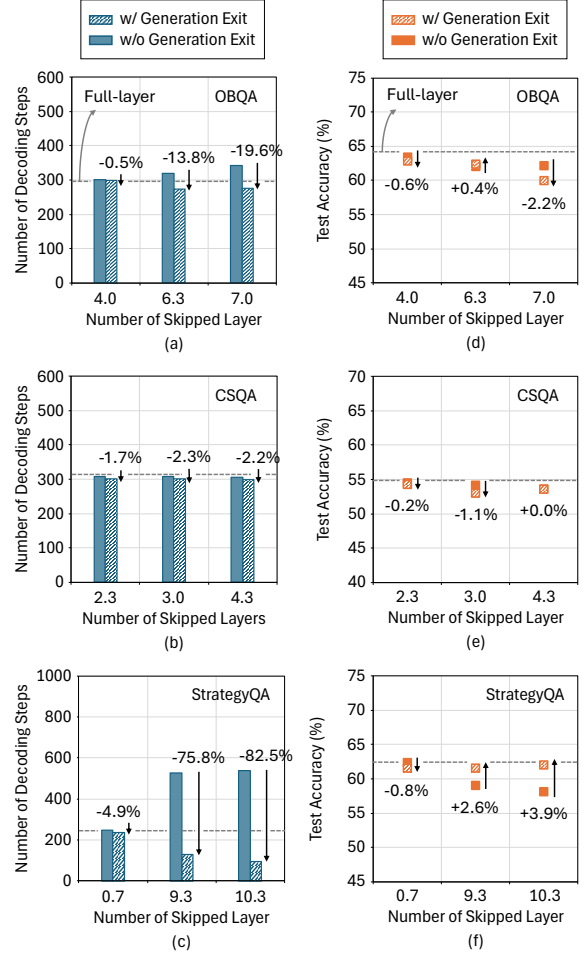 w/ Generation Exit
w/o Generation Exit
600
500
400
300
200
100
0
Number of Decoding Steps
Full-layer
OBQA
-0.5%
-13.8%
-19.6%
4.0
6.3
7.0
Number of Skipped Layer
(a)
w/ Generation Exit
w/o Generation Exit
75
70
65
60
55
50
45
Test Accuracy (%)
Full-layer
OBQA
-0.6%
+0.4%
-2.2%
4.0
6.3
7.0
Number of Skipped Layer
(d)
600
500
400
300
200
100
0
Number of Decoding Steps
CSQA
-1.7%
-2.3%
-2.2%
2.3
3.0
4.3
Number of Skipped Layers
(b)
70
65
60
55
50
45
40
Test Accuracy (%)
CSQA
-0.2%
-1.1%
+0.0%
2.3
3.0
4.3
Number of Skipped Layer
(e)
1000
800
600
400
200
0
Number of Decoding Steps
StrategyQA
-4.9%
-75.8%
-82.5%
0.7
9.3
10.3
Number of Skipped Layer
(c)
75
70
65
60
55
50
45
Test Accuracy (%)
StrategyQA
-0.8%
+2.6%
+3.9%
0.7
9.3
10.3
Number of Skipped Layer
(f)